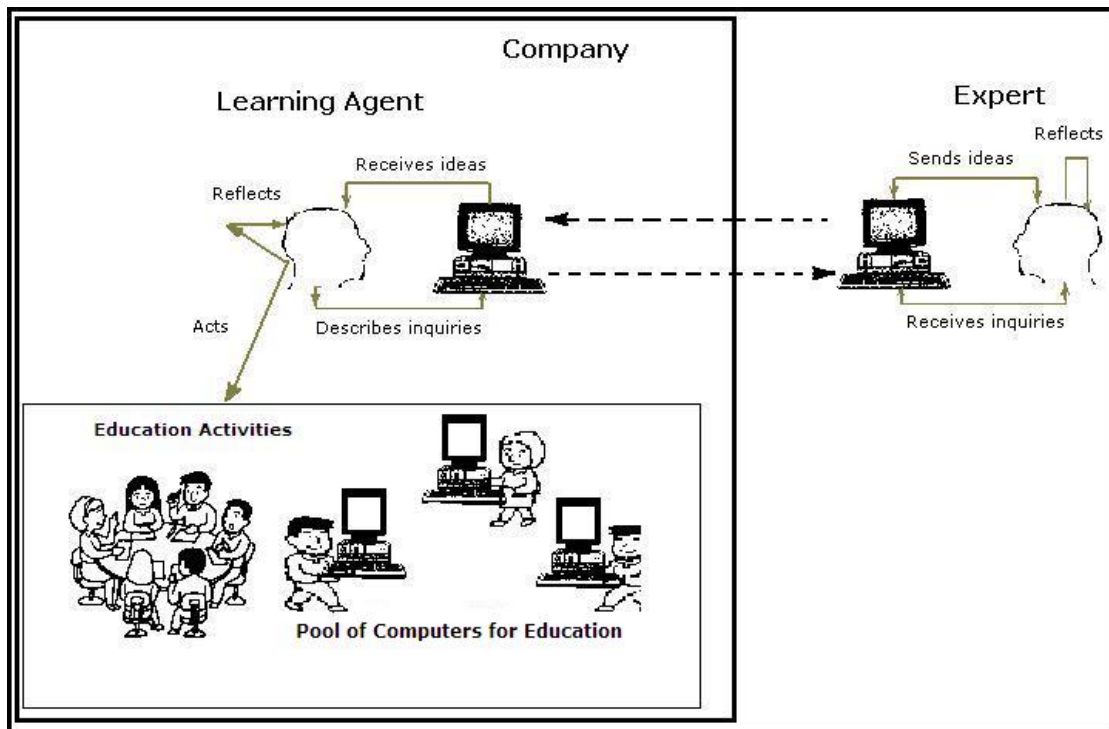 Company
Learning Agent
Expert
Reflects
Receives ideas
Sends ideas
Reflects
Acts
Describes inquiries
Receives inquiries
Education Activities
Pool of Computers for Education